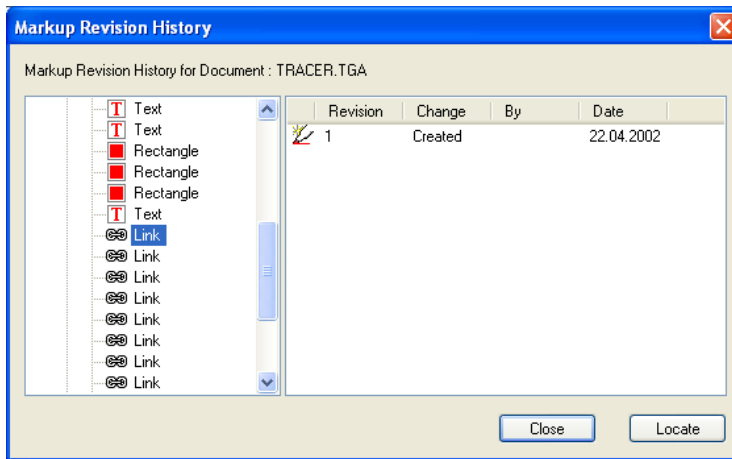 Markup Revision History
Markup Revision History for Document : TRACER.TGA
Text
Text
Rectangle
Rectangle
Rectangle
Text
Link
Link
Link
Link
Link
Link
Link
Link
Revision Change By Date
1 Created 22.04.2002
Close Locate